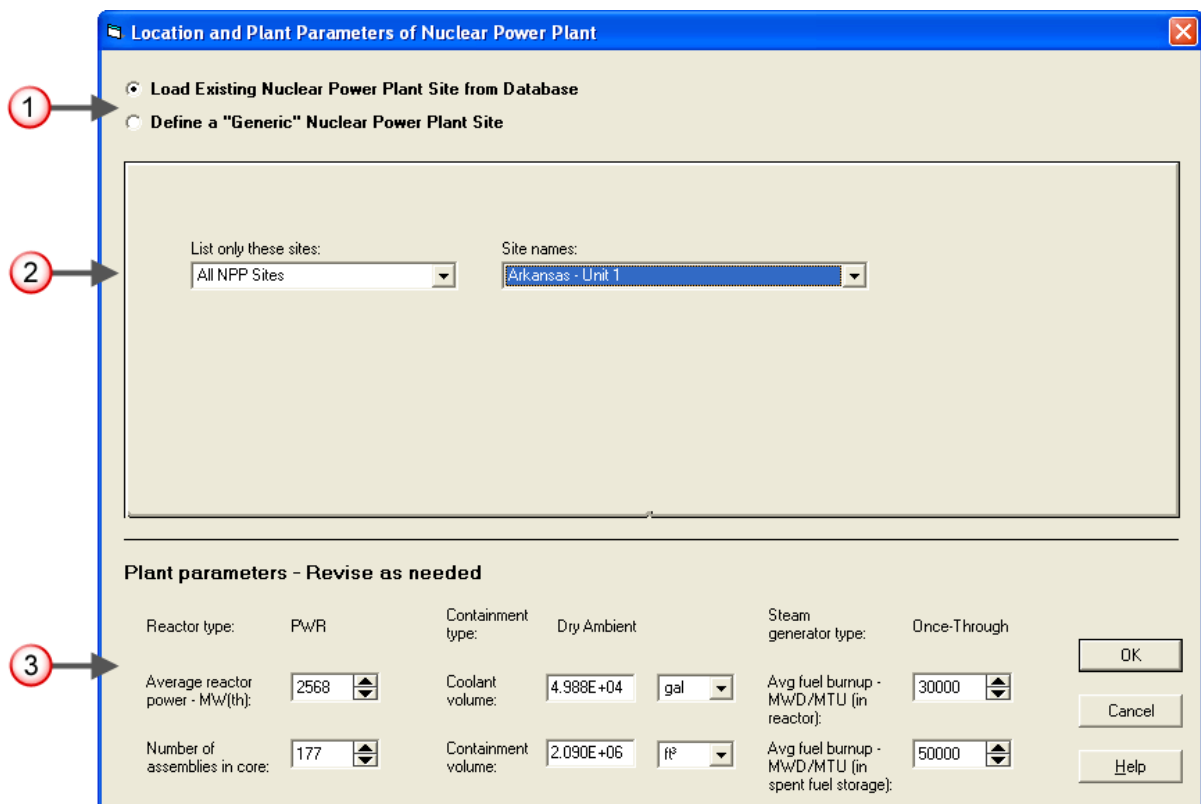 Location and Plant Parameters of Nuclear Power Plant
1
Load Existing Nuclear Power Plant Site from Database
Define a "Generic" Nuclear Power Plant Site
2
List only these sites:
All NPP Sites
Site names:
Arkansas - Unit 1
Plant parameters - Revise as needed
3
Reactor type:
PWR
Containment
type:
Dry Ambient
Steam
generator type:
Once-Through
Average reactor
power - MW(th):
2568
Coolant
volume:
4.988E+04
gal
Avg fuel burnup -
MWD/MTU (in
reactor):
30000
Number of
assemblies in core:
177
Containment
volume:
2.090E+06
ft³
Avg fuel burnup -
MWD/MTU (in
spent fuel storage):
50000
OK
Cancel
Help